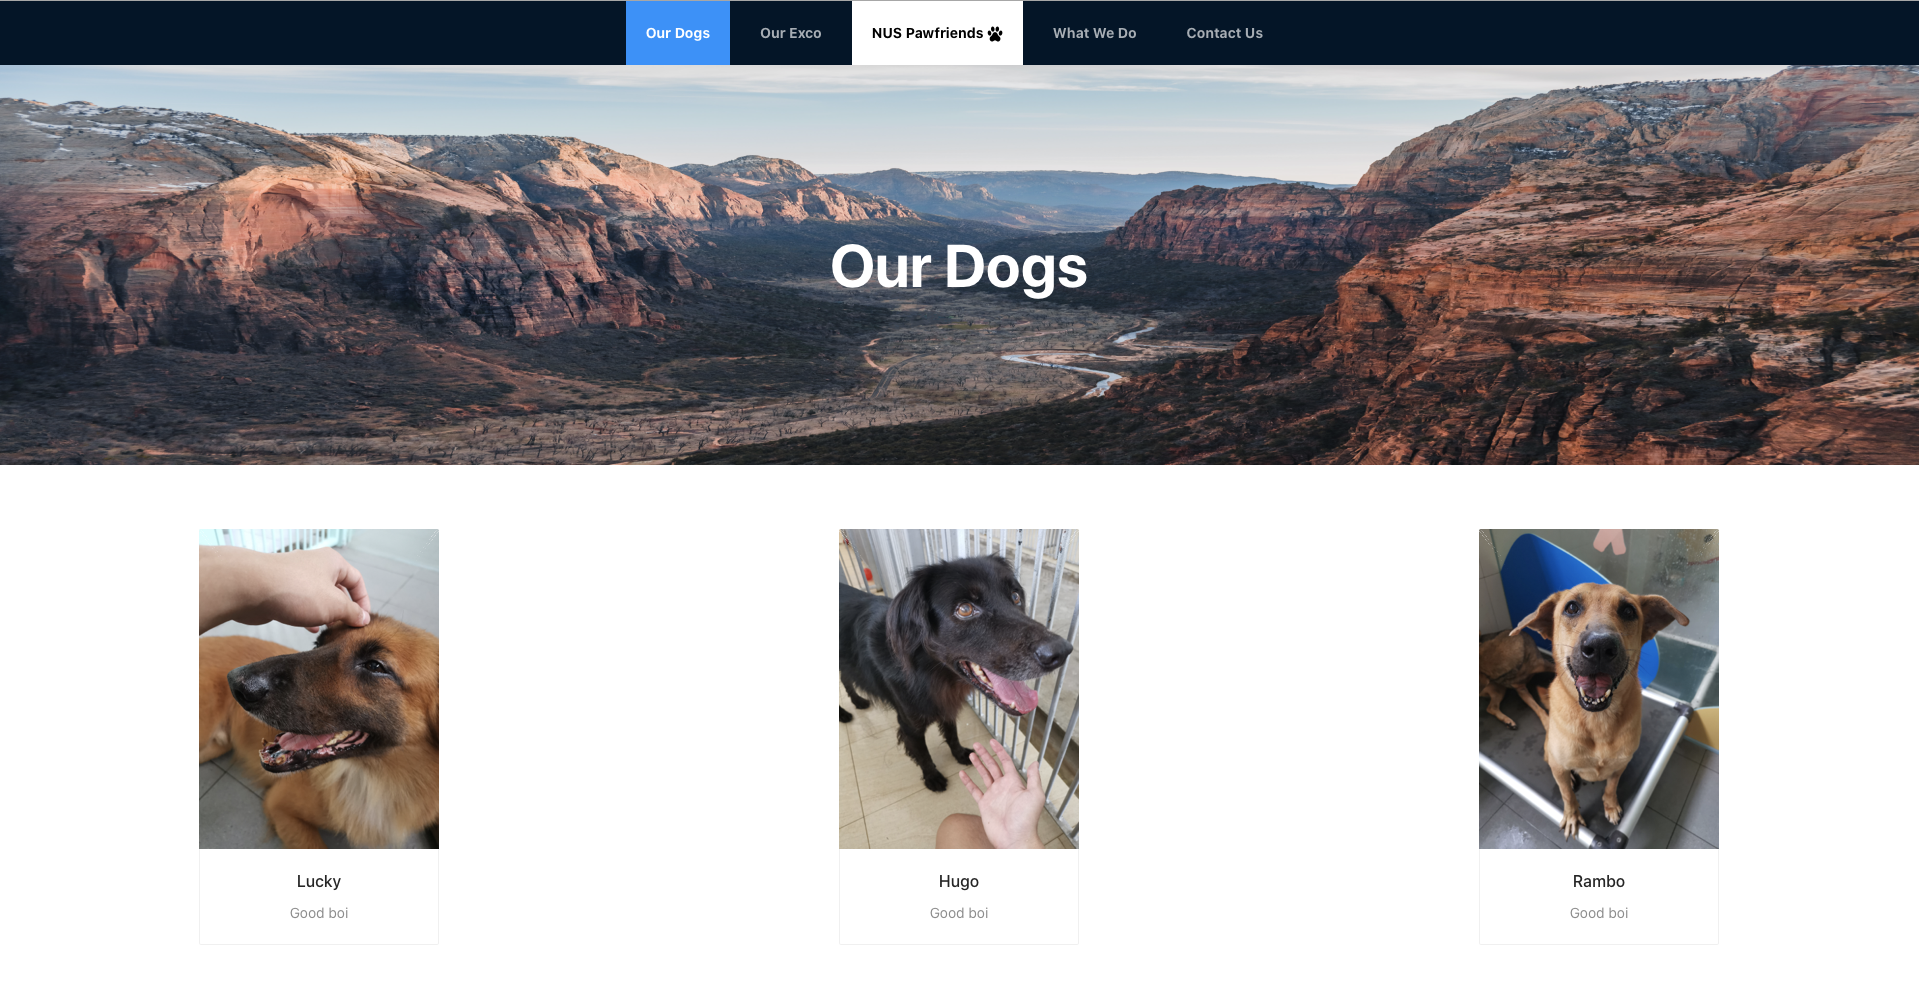 Our Dogs
Our Exco
NUS Pawfriends
What We Do
Contact Us
Our Dogs
Lucky
Good boi
Hugo
Good boi
Rambo
Good boi